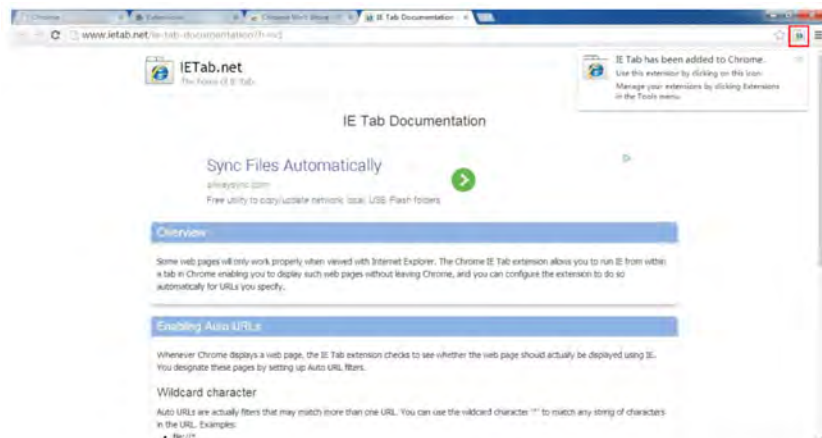 Chrome
Extensions
Chrome Web Store
IE Tab Documentation
www.ietab.net/ie-tab-documentation?
IETab.net
The home of IE Tab
IE Tab has been added to Chrome.
Use this extension by clicking on this icon.
Manage your extensions by clicking Extensions
in the Tools menu.
IE Tab Documentation
Sync Files Automatically
Free utility to copy/update network, local, USB, Flash folders
Overview
Some web pages will only work properly when viewed with Internet Explorer. The Chrome IE Tab extension allows you to run IE from within
a tab in Chrome enabling you to display such web pages without leaving Chrome, and you can configure the extension to do so
automatically for URLs you specify.
Enabling Auto URLs
Whenever Chrome displays a web page, the IE Tab extension checks to see whether the web page should actually be displayed using IE.
You designate these pages by setting up Auto URL filters.
Wildcard character
Auto URLs are actually filters that may match more than one URL. You can use the wildcard character "*" to match any string of characters
in the URL. Examples:
• file://*